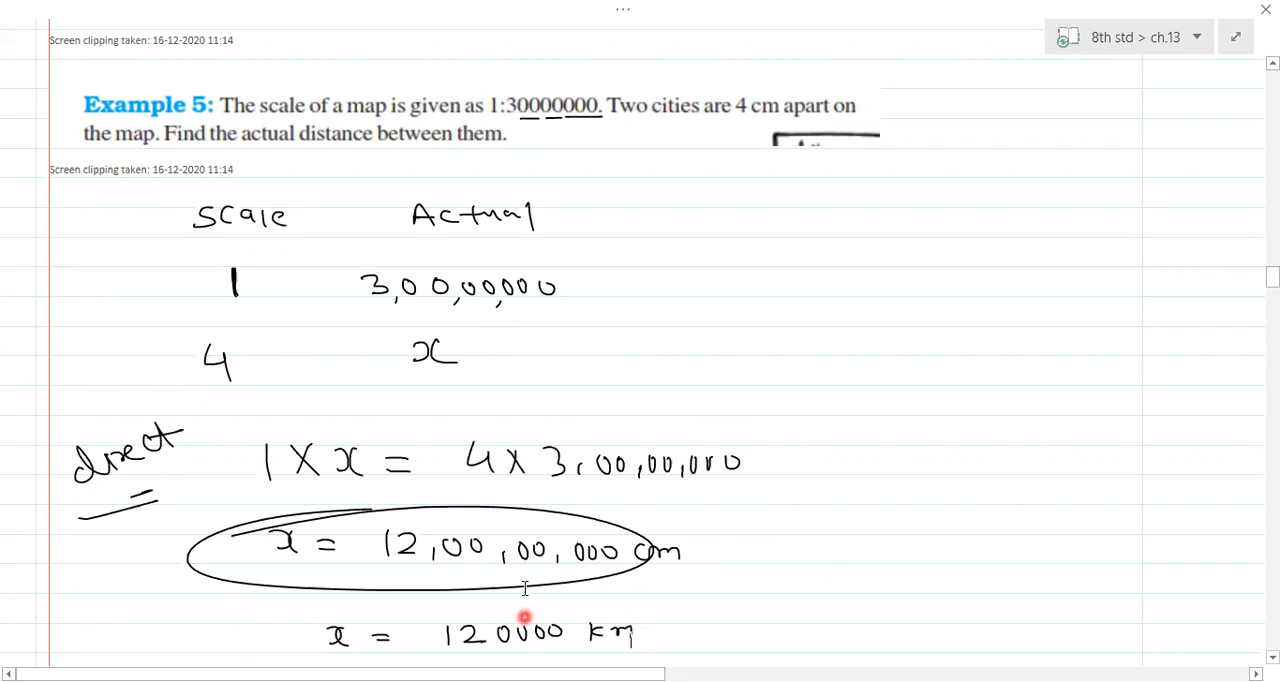 8th std > ch.13
Screen clipping taken: 16-12-2020 11:14
Example 5: The scale of a map is given as 1:30000000. Two cities are 4 cm apart on
the map. Find the actual distance between them.
Screen clipping taken: 16-12-2020 11:14
Scale Actual
1 3,00,00,000
4 x
direct 1 X x = 4 x 3,00,00,000
x = 12,00,00,000 cm
x = 120000 km